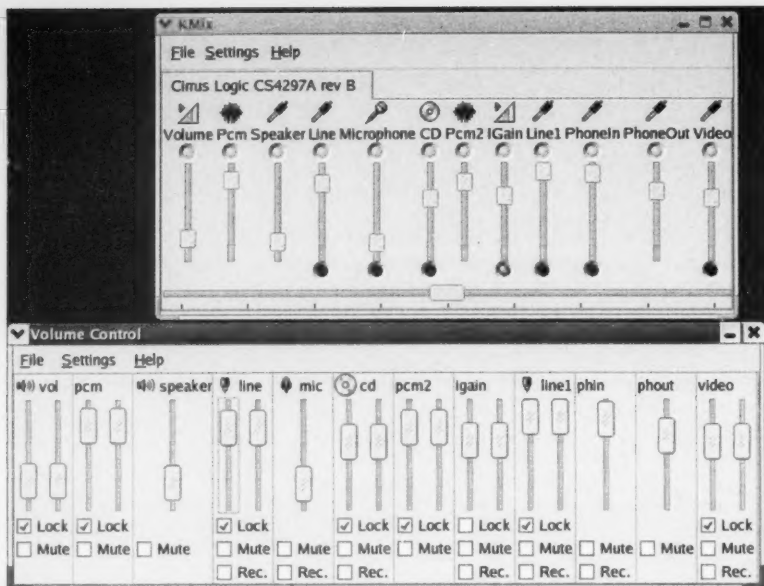 KMix
File Settings Help
Cirrus Logic CS4297A rev B
Volume Pcm Speaker Line Microphone CD Pcm2 IGain Line1 PhoneIn PhoneOut Video
Volume Control
File Settings Help
vol pcm speaker line mic cd pcm2 igain line1 phin phout video
Lock Lock Lock Lock Lock Lock Lock Lock
Mute Mute Mute Mute Mute Mute Mute Mute Mute Mute Mute Mute
Rec. Rec. Rec. Rec. Rec. Rec. Rec.